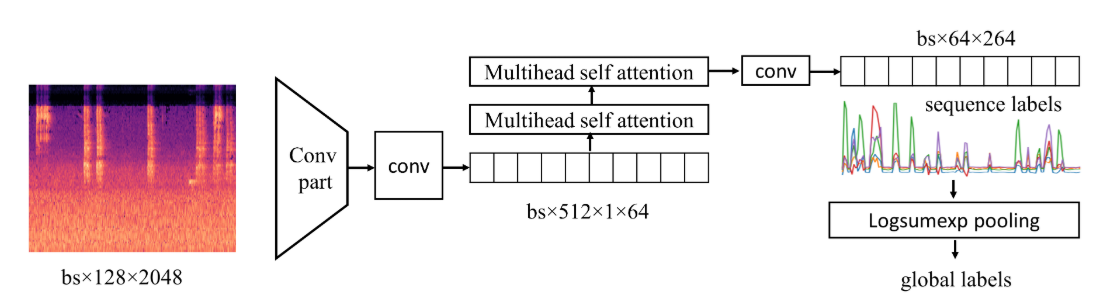 bs×128×2048
Conv
part
conv
Multihead self attention
Multihead self attention
bs×512×1×64
conv
bs×64×264
sequence labels
Logsumexp pooling
global labels